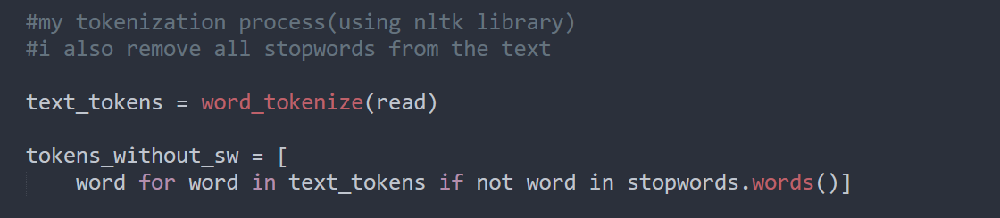 #my tokenization process(using nltk library)
#i also remove all stopwords from the text
text_tokens = word_tokenize(read)
tokens_without_sw = [
word for word in text_tokens if not word in stopwords.words()]